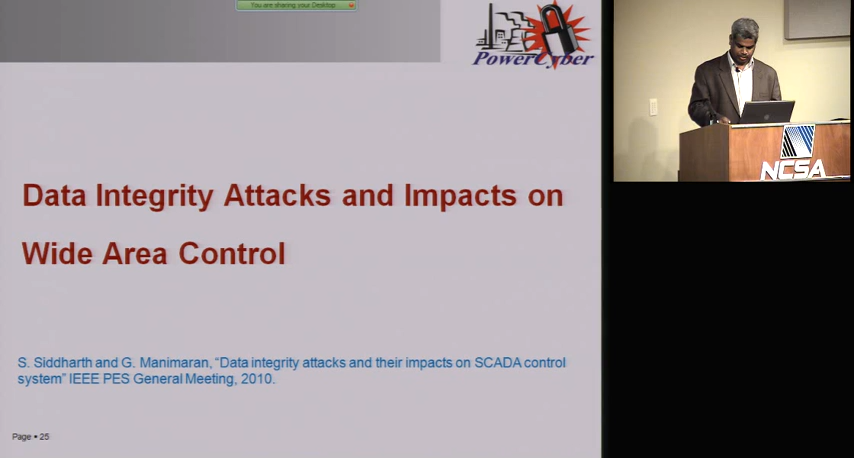 You are sharing your Desktop
PowerCyber
Data Integrity Attacks and Impacts on
Wide Area Control
S. Siddharth and G. Manimaran, “Data integrity attacks and their impacts on SCADA control
system” IEEE PES General Meeting, 2010.
Page ▪ 25
NCSA